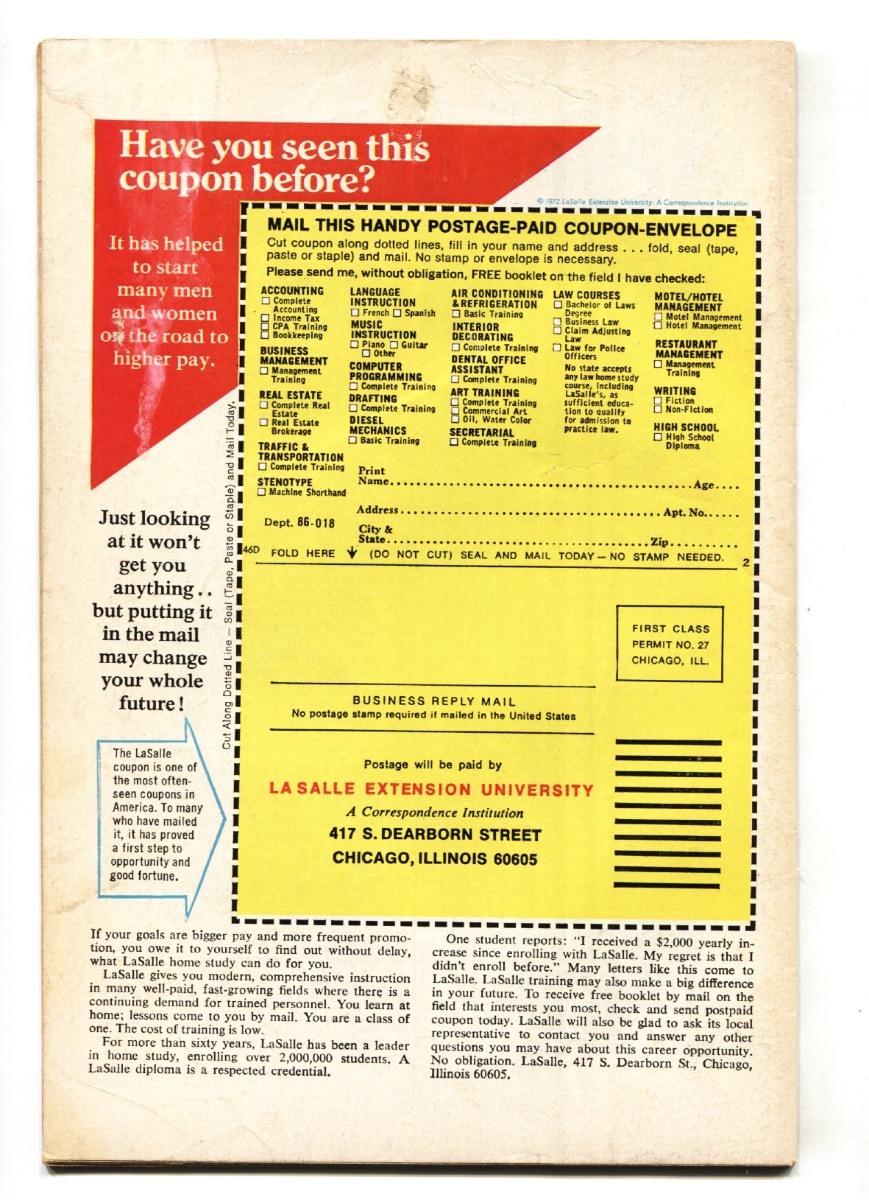 Have you seen this
coupon before?
It has helped
to start
many men
and women
on the road to
higher pay.
© 1972 LaSalle Extension University. A Correspondence Institution
MAIL THIS HANDY POSTAGE-PAID COUPON-ENVELOPE
Cut coupon along dotted lines, fill in your name and address . . . fold, seal (tape,
paste or staple) and mail. No stamp or envelope is necessary.
Please send me, without obligation, FREE booklet on the field I have checked:
ACCOUNTING
☐ Complete
Accounting
☐ Income Tax
☐ CPA Training
☐ Bookkeeping
BUSINESS
MANAGEMENT
☐ Management
Training
REAL ESTATE
☐ Complete Real
Estate
☐ Real Estate
Brokerage
TRAFFIC &
TRANSPORTATION
☐ Complete Training
STENOTYPE
☐ Machine Shorthand
LANGUAGE
INSTRUCTION
☐ French ☐ Spanish
MUSIC
INSTRUCTION
☐ Piano ☐ Guitar
☐ Other
COMPUTER
PROGRAMMING
☐ Complete Training
DRAFTING
☐ Complete Training
DIESEL
MECHANICS
☐ Basic Training
AIR CONDITIONING
& REFRIGERATION
☐ Basic Training
INTERIOR
DECORATING
☐ Complete Training
DENTAL OFFICE
ASSISTANT
☐ Complete Training
ART TRAINING
☐ Complete Training
☐ Commercial Art
☐ Oil, Water Color
SECRETARIAL
☐ Complete Training
LAW COURSES
☐ Bachelor of Laws
Degree
☐ Business Law
☐ Claim Adjusting
Law
☐ Law for Police
Officers
No state accepts
any law home study
course, including
LaSalle's, as
sufficient educa-
tion to qualify
for admission to
practice law.
MOTEL/HOTEL
MANAGEMENT
☐ Motel Management
☐ Hotel Management
RESTAURANT
MANAGEMENT
☐ Management
Training
WRITING
☐ Fiction
☐ Non-Fiction
HIGH SCHOOL
☐ High School
Diploma
Print
Name.......................................Age....
Address.......................................Apt. No......
Dept. 86-018
City &
State.......................................Zip..........
46D FOLD HERE ↓ (DO NOT CUT) SEAL AND MAIL TODAY — NO STAMP NEEDED. 2
Cut Along Dotted Line — Seal (Tape, Paste or Staple) and Mail Today.
Just looking
at it won't
get you
anything . .
but putting it
in the mail
may change
your whole
future !
FIRST CLASS
PERMIT NO. 27
CHICAGO, ILL.
BUSINESS REPLY MAIL
No postage stamp required if mailed in the United States
Postage will be paid by
LA SALLE EXTENSION UNIVERSITY
A Correspondence Institution
417 S. DEARBORN STREET
CHICAGO, ILLINOIS 60605
The LaSalle
coupon is one of
the most often-
seen coupons in
America. To many
who have mailed
it, it has proved
a first step to
opportunity and
good fortune.
If your goals are bigger pay and more frequent promo-
tion, you owe it to yourself to find out without delay,
what LaSalle home study can do for you.
LaSalle gives you modern, comprehensive instruction
in many well-paid, fast-growing fields where there is a
continuing demand for trained personnel. You learn at
home; lessons come to you by mail. You are a class of
one. The cost of training is low.
For more than sixty years, LaSalle has been a leader
in home study, enrolling over 2,000,000 students. A
LaSalle diploma is a respected credential.
One student reports: "I received a $2,000 yearly in-
crease since enrolling with LaSalle. My regret is that I
didn't enroll before." Many letters like this come to
LaSalle. LaSalle training may also make a big difference
in your future. To receive free booklet by mail on the
field that interests you most, check and send postpaid
coupon today. LaSalle will also be glad to ask its local
representative to contact you and answer any other
questions you may have about this career opportunity.
No obligation. LaSalle, 417 S. Dearborn St., Chicago,
Illinois 60605.